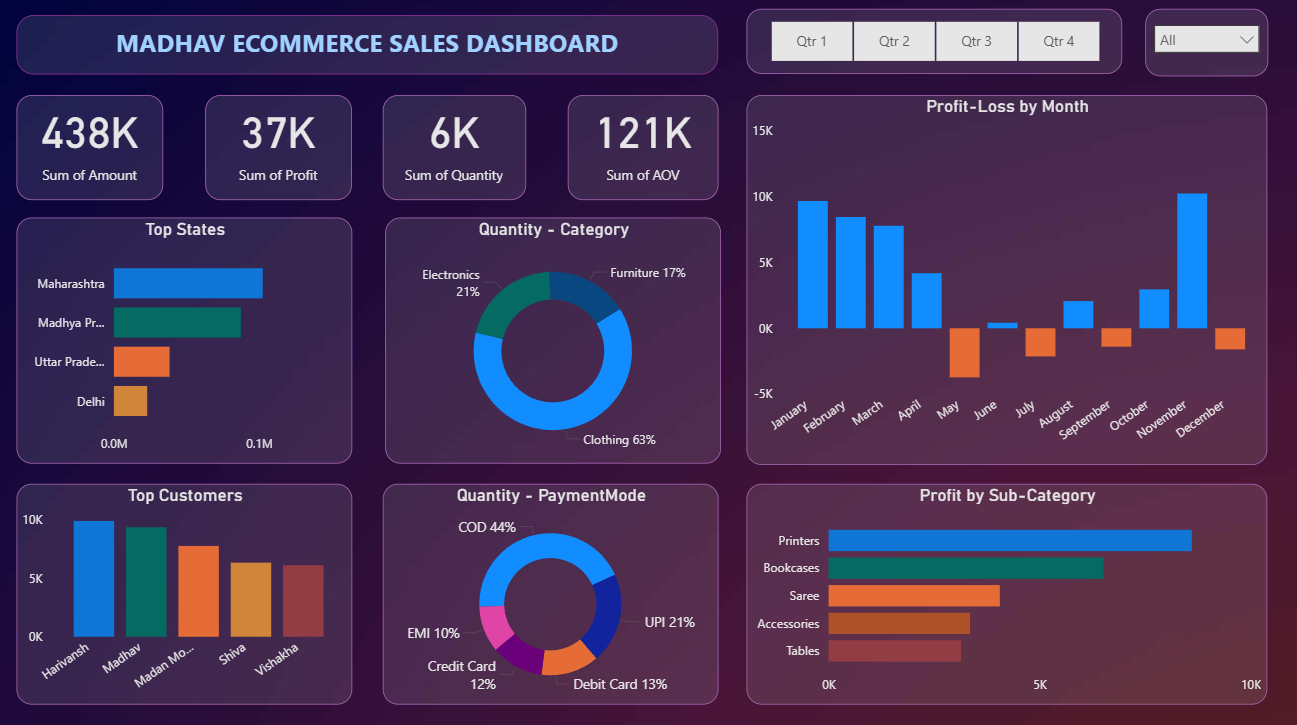 MADHAV ECOMMERCE SALES DASHBOARD
Qtr 1
Qtr 2
Qtr 3
Qtr 4
All
438K
Sum of Amount
37K
Sum of Profit
6K
Sum of Quantity
121K
Sum of AOV
Profit-Loss by Month
15K
10K
5K
0K
-5K
January
February
March
April
May
June
July
August
September
October
November
December
Top States
Maharashtra
Madhya Pr...
Uttar Prade...
Delhi
0.0M
0.1M
Quantity - Category
Electronics
21%
Furniture 17%
Clothing 63%
Top Customers
10K
5K
0K
Harivansh
Madhav
Madan Mo...
Shiva
Vishakha
Quantity - PaymentMode
COD 44%
UPI 21%
EMI 10%
Credit Card
12%
Debit Card 13%
Profit by Sub-Category
Printers
Bookcases
Saree
Accessories
Tables
0K
5K
10K